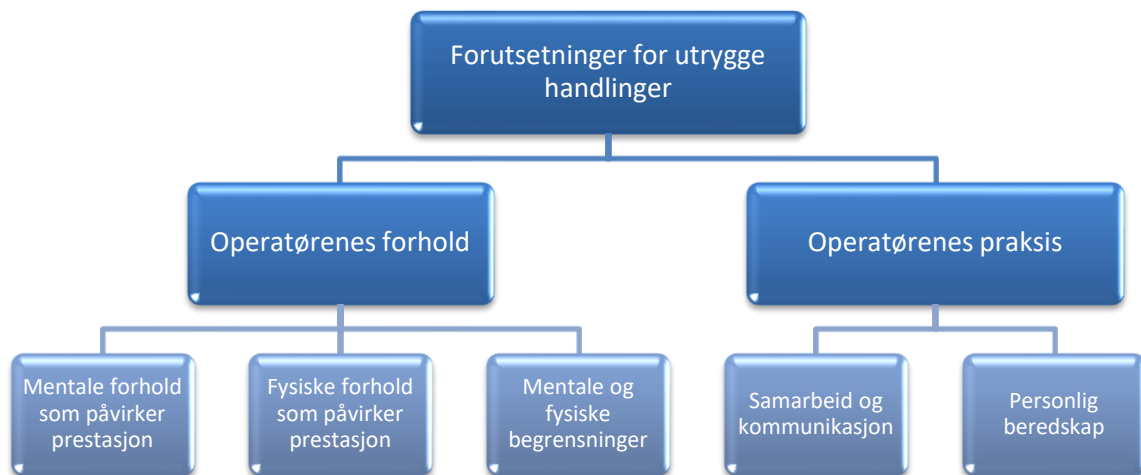 Forutsetninger for utrygge
handlinger
Operatørenes forhold
Operatørenes praksis
Mentale forhold
som påvirker
prestasjon
Fysiske forhold
som påvirker
prestasjon
Mentale og
fysiske
begrensninger
Samarbeid og
kommunikasjon
Personlig
beredskap